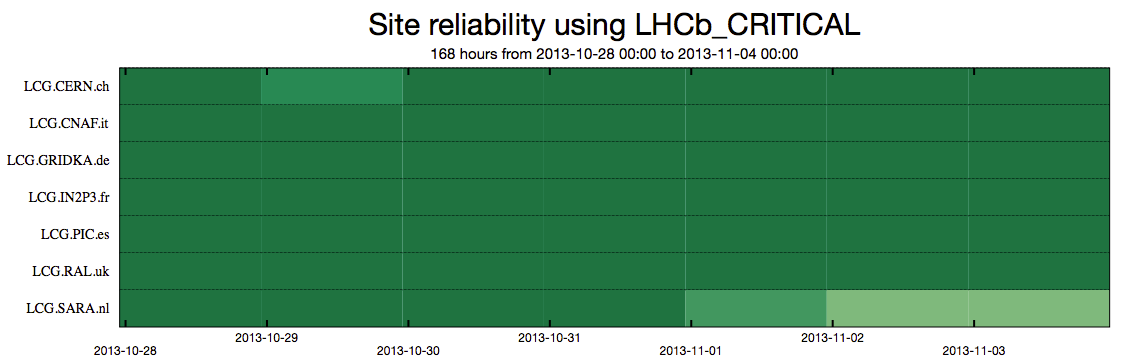 Site reliability using LHCb_CRITICAL
168 hours from 2013-10-28 00:00 to 2013-11-04 00:00
LCG.CERN.ch
LCG.CNAF.it
LCG.GRIDKA.de
LCG.IN2P3.fr
LCG.PIC.es
LCG.RAL.uk
LCG.SARA.nl
2013-10-28
2013-10-29
2013-10-30
2013-10-31
2013-11-01
2013-11-02
2013-11-03